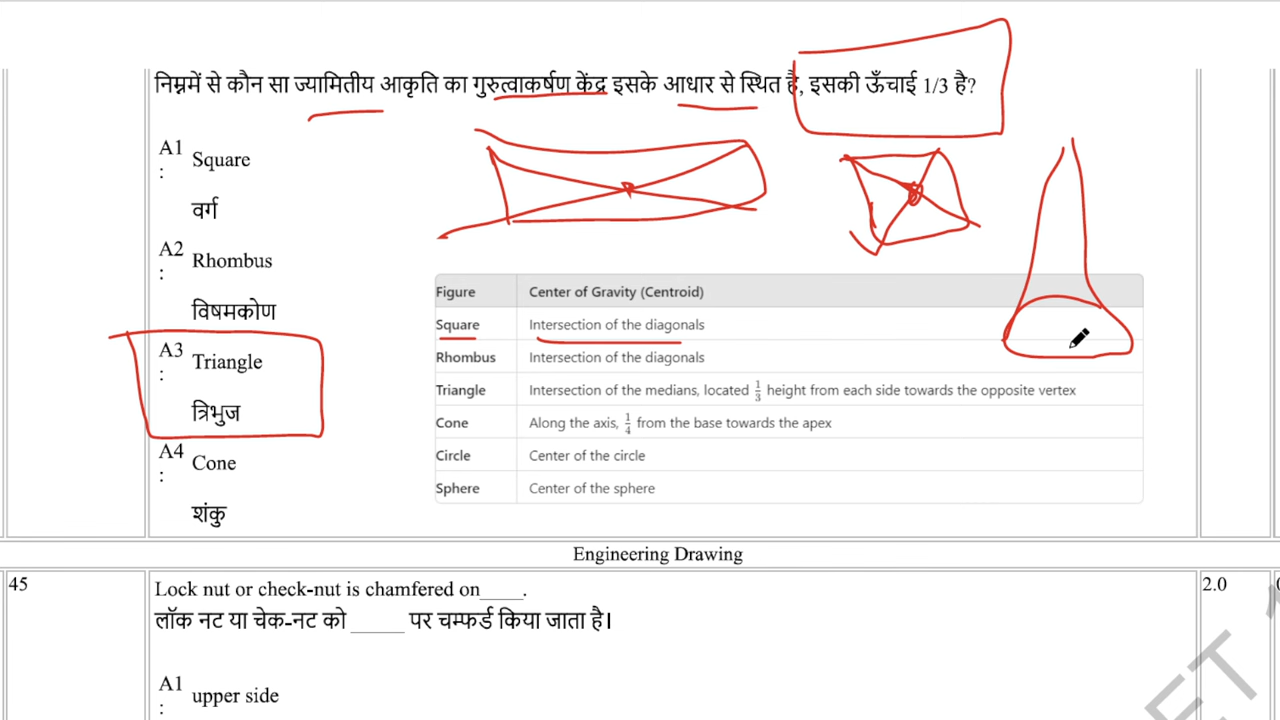 निम्नमें से कौन सा ज्यामितीय आकृति का गुरुत्वाकर्षण केंद्र इसके आधार से स्थित है, इसकी ऊँचाई 1/3 है?
A1 : Square
वर्ग
A2 : Rhombus
विषमकोण
A3 : Triangle
त्रिभुज
A4 : Cone
शंकु
Figure Center of Gravity (Centroid)
Square Intersection of the diagonals
Rhombus Intersection of the diagonals
Triangle Intersection of the medians, located 1/3 height from each side towards the opposite vertex
Cone Along the axis, 1/4 from the base towards the apex
Circle Center of the circle
Sphere Center of the sphere
Engineering Drawing
45 Lock nut or check-nut is chamfered on____. 2.0
लॉक नट या चेक-नट को _____ पर चम्फर्ड किया जाता है।
A1 : upper side